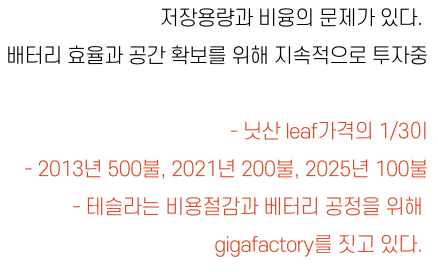 저장용량과 비융의 문제가 있다.
배터리 효율과 공간 확보를 위해 지속적으로 투자중
- 닛산 leaf가격의 1/3이
- 2013년 500불, 2021년 200불, 2025년 100불
- 테슬라는 비용절감과 베터리 공정을 위해
gigafactory를 짓고 있다.